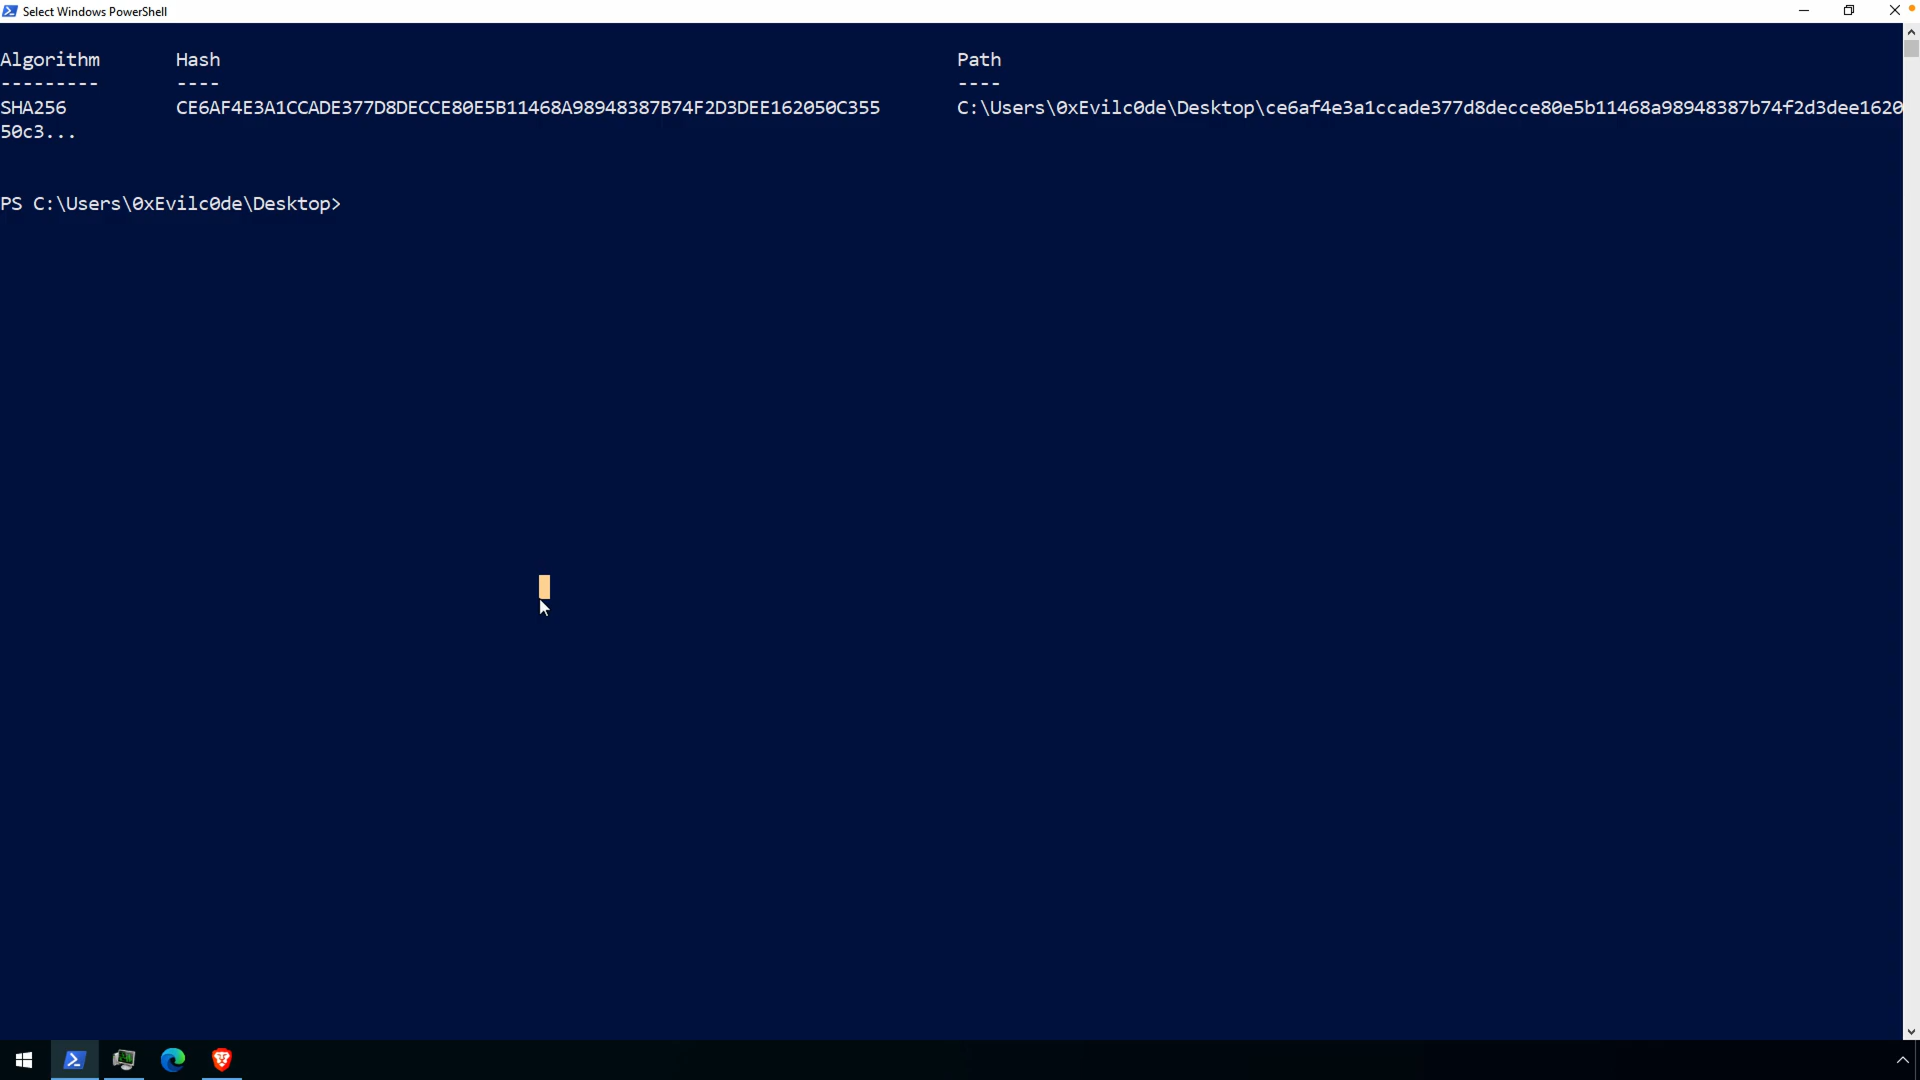 Select Windows PowerShell
Algorithm Hash Path
--------- ---- ----
SHA256 CE6AF4E3A1CCADE377D8DECCE80E5B11468A98948387B74F2D3DEE162050C355 C:\Users\0xEvilc0de\Desktop\ce6af4e3a1ccade377d8decce80e5b11468a98948387b74f2d3dee1620
50c3...
PS C:\Users\0xEvilc0de\Desktop>